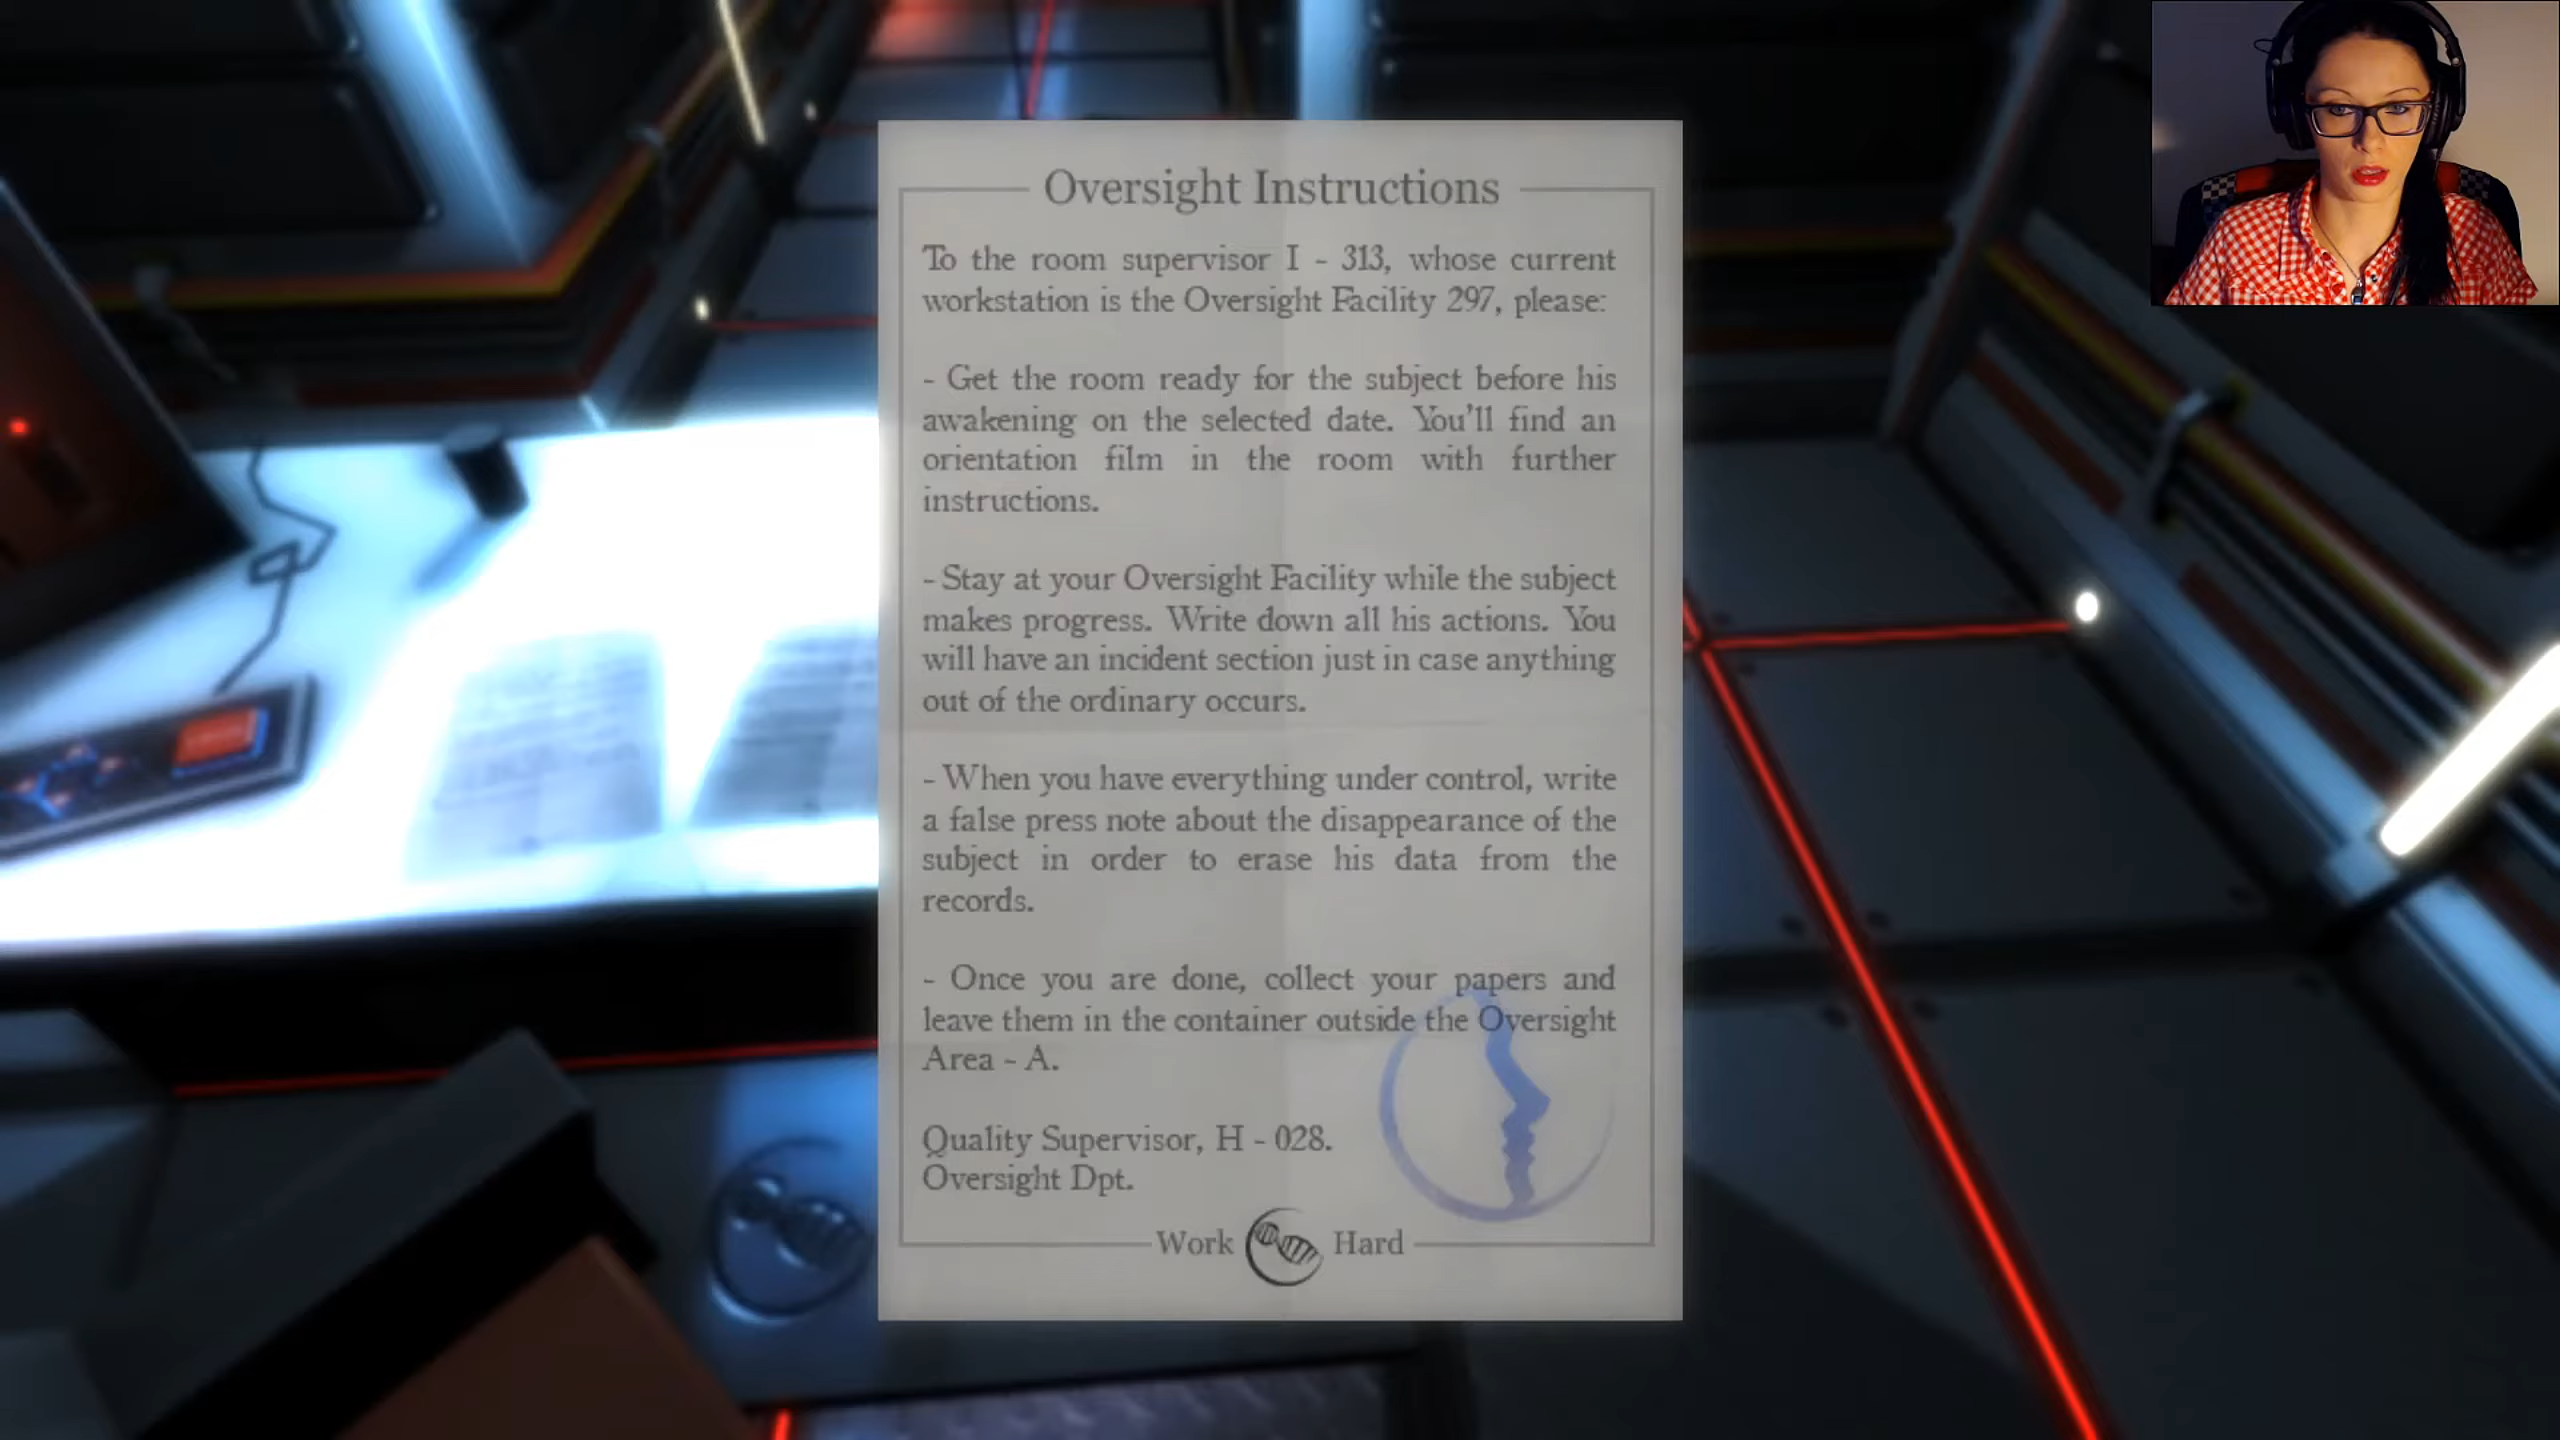 Oversight Instructions
To the room supervisor I - 313, whose current
workstation is the Oversight Facility 297, please:
- Get the room ready for the subject before his
awakening on the selected date. You'll find an
orientation film in the room with further
instructions.
- Stay at your Oversight Facility while the subject
makes progress. Write down all his actions. You
will have an incident section just in case anything
out of the ordinary occurs.
- When you have everything under control, write
a false press note about the disappearance of the
subject in order to erase his data from the
records.
- Once you are done, collect your papers and
leave them in the container outside the Oversight
Area - A.
Quality Supervisor, H - 028.
Oversight Dpt.
Work Hard